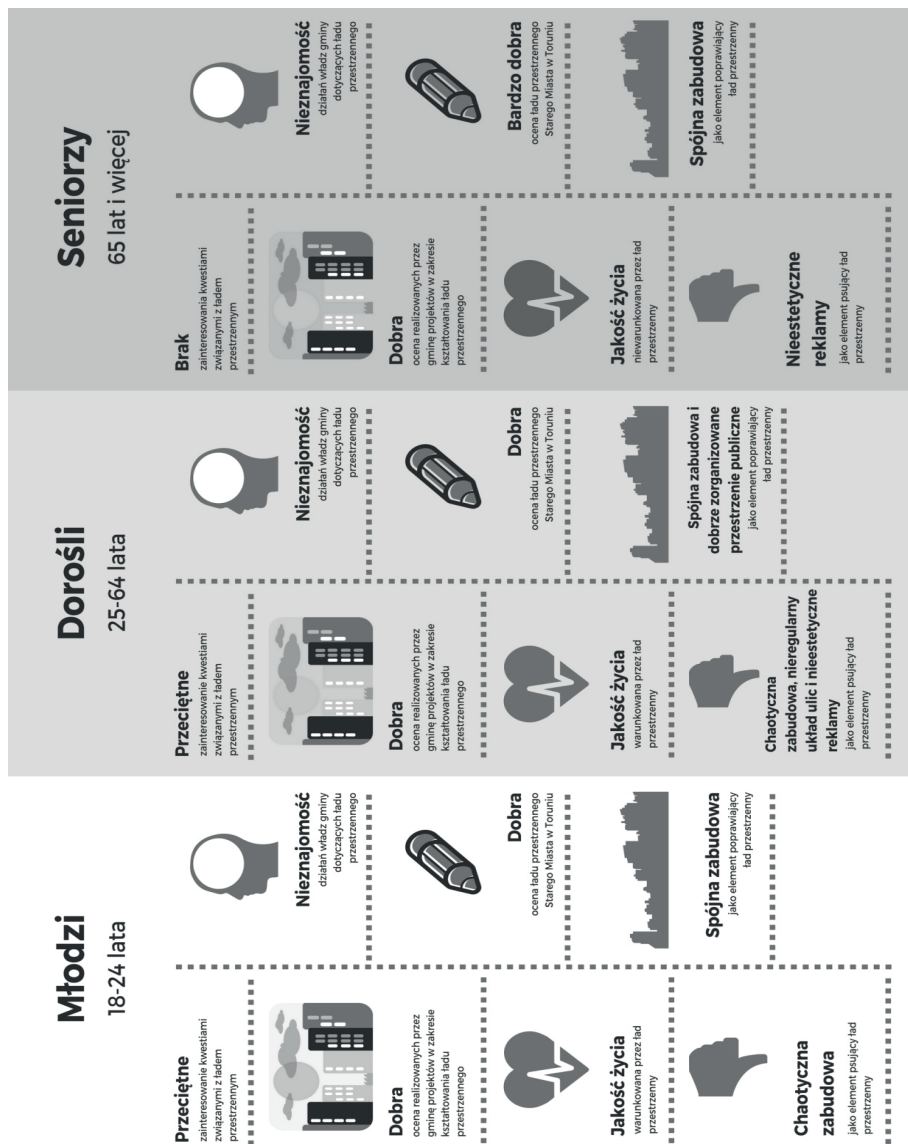 Młodzi
18-24 lata
Przeciętne
zainteresowanie kwestiami
związanymi z ładem
przestrzennym
Nieznajomość
działań władz gminy
dotyczących ładu
przestrzennego
Dobra
ocena realizowanych przez
gminę projektów w zakresie
kształtowania ładu
przestrzennego
Dobra
ocena ładu przestrzennego
Starego Miasta w Toruniu
Jakość życia
warunkowana przez ład
przestrzenny
Spójna zabudowa
jako element poprawiający
ład przestrzenny
Chaotyczna
zabudowa
jako element psujący ład
przestrzenny
Dorośli
25-64 lata
Przeciętne
zainteresowanie kwestiami
związanymi z ładem
przestrzennym
Nieznajomość
działań władz gminy
dotyczących ładu
przestrzennego
Dobra
ocena realizowanych przez
gminę projektów w zakresie
kształtowania ładu
przestrzennego
Dobra
ocena ładu przestrzennego
Starego Miasta w Toruniu
Jakość życia
warunkowana przez ład
przestrzenny
Spójna zabudowa i
dobrze zorganizowane
przestrzenie publiczne
jako element poprawiający
ład przestrzenny
Chaotyczna
zabudowa, nieregularny
układ ulic i nieestetyczne
reklamy
jako element psujący ład
przestrzenny
Seniorzy
65 lat i więcej
Brak
zainteresowania kwestiami
związanymi z ładem
przestrzennym
Nieznajomość
działań władz gminy
dotyczących ładu
przestrzennego
Dobra
ocena realizowanych przez
gminę projektów w zakresie
kształtowania ładu
przestrzennego
Bardzo dobra
ocena ładu przestrzennego
Starego Miasta w Toruniu
Jakość życia
niewarunkowana przez ład
przestrzenny
Spójna zabudowa
jako element poprawiający
ład przestrzenny
Nieestetyczne
reklamy
jako element psujący ład
przestrzenny